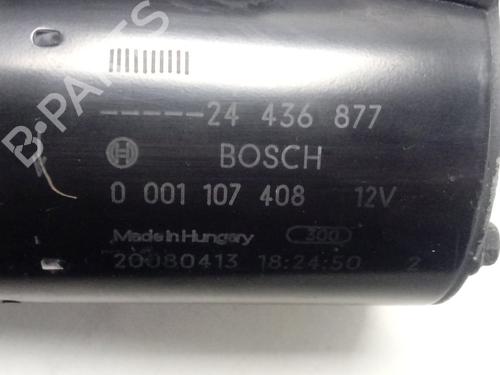 -----24 436 877
BOSCH
0 001 107 408 12V
Made in Hungary 300
20080413 18:24:50 2
B-PARTS